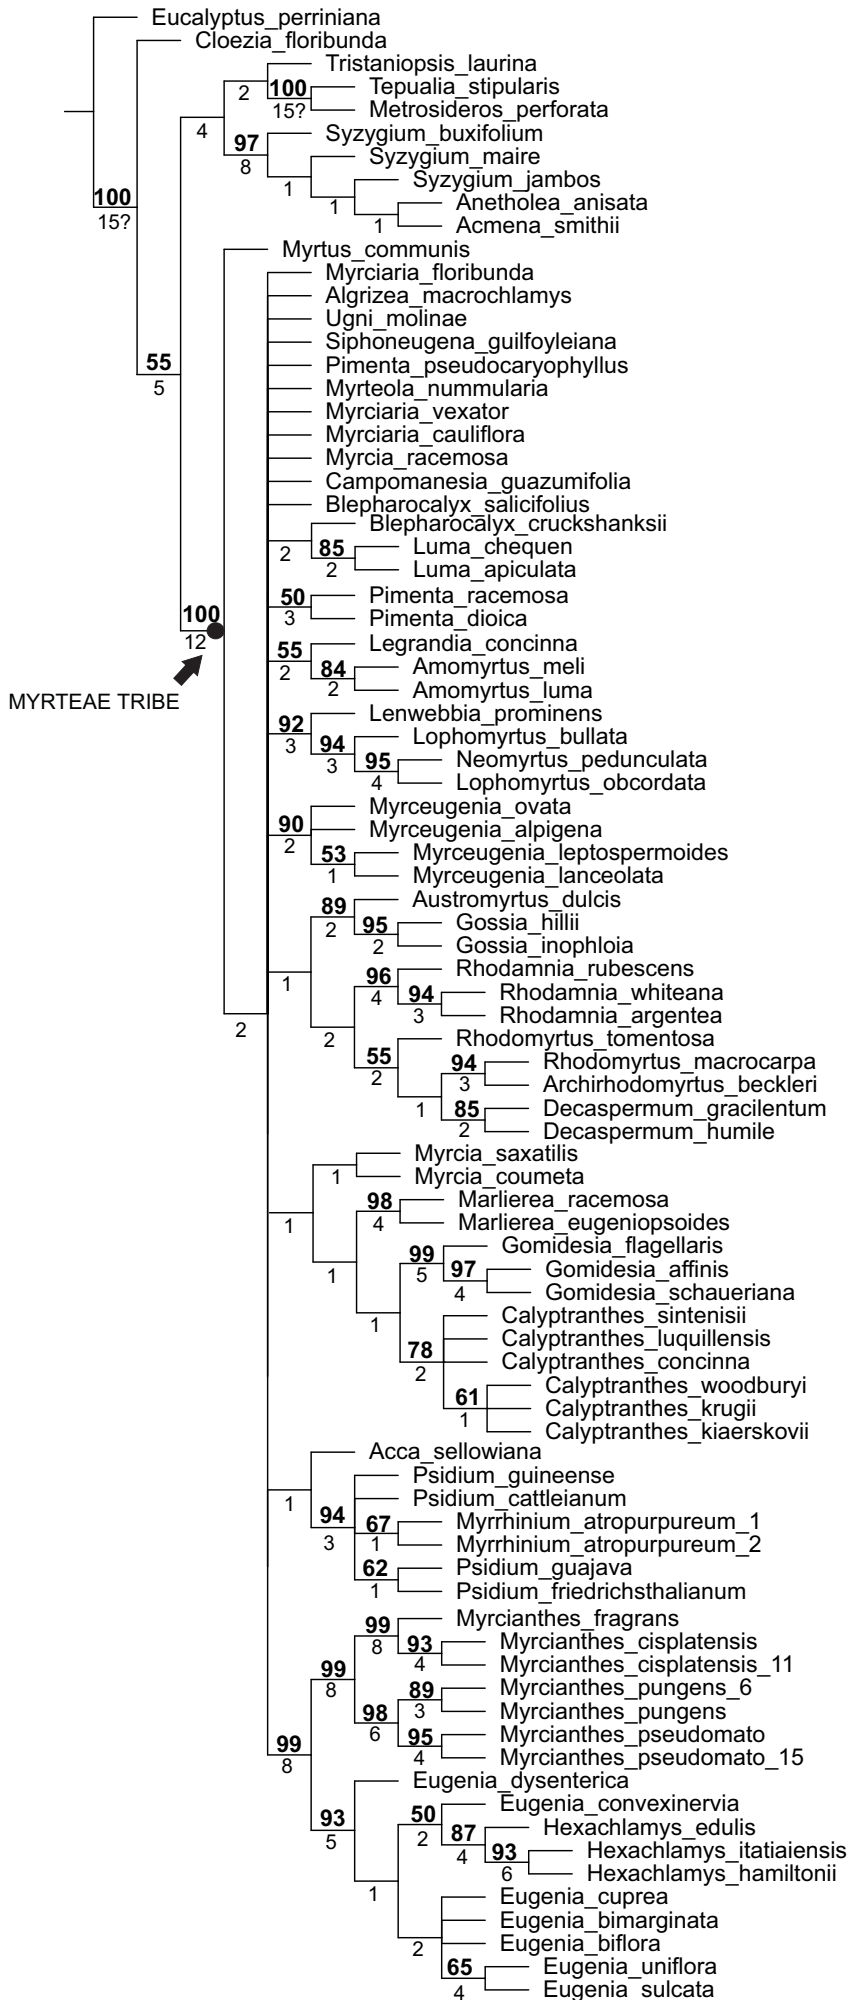 Eucalyptus_perriniana
Cloezia_floribunda
Tristaniopsis_laurina
2 100 Tepualia_stipularis
15? Metrosideros_perforata
4
97 Syzygium_buxifolium
8 Syzygium_maire
1 Syzygium_jambos
100 1 Anetholea_anisata
15? 1 Acmena_smithii
Myrtus_communis
Myrciaria_floribunda
Algrizea_macrochlamys
Ugni_molinae
Siphoneugena_guilfoyleiana
55 Pimenta_pseudocaryophyllus
5 Myrteola_nummularia
Myrciaria_vexator
Myrciaria_cauliflora
Myrcia_racemosa
Campomanesia_guazumifolia
Blepharocalyx_salicifolius
Blepharocalyx_cruckshanksii
2 85 Luma_chequen
2 Luma_apiculata
50 Pimenta_racemosa
100 3 Pimenta_dioica
12 55 Legrandia_concinna
2 84 Amomyrtus_meli
2 Amomyrtus_luma
MYRTEAE TRIBE
92 Lenwebbia_prominens
3 94 Lophomyrtus_bullata
3 95 Neomyrtus_pedunculata
4 Lophomyrtus_obcordata
Myrceugenia_ovata
90 Myrceugenia_alpigena
2 53 Myrceugenia_leptospermoides
1 Myrceugenia_lanceolata
89 Austromyrtus_dulcis
2 95 Gossia_hillii
2 Gossia_inophloia
1 96 Rhodamnia_rubescens
4 94 Rhodamnia_whiteana
3 Rhodamnia_argentea
2 2 Rhodomyrtus_tomentosa
55 94 Rhodomyrtus_macrocarpa
2 3 Archirhodomyrtus_beckleri
1 85 Decaspermum_gracilentum
2 Decaspermum_humile
Myrcia_saxatilis
1 Myrcia_coumeta
98 Marlierea_racemosa
1 4 Marlierea_eugeniopsoides
99 Gomidesia_flagellaris
1 5 97 Gomidesia_affinis
4 Gomidesia_schaueriana
1 Calyptranthes_sintenisii
78 Calyptranthes_luquillensis
2 Calyptranthes_concinna
61 Calyptranthes_woodburyi
1 Calyptranthes_krugii
Calyptranthes_kiaerskovii
Acca_sellowiana
Psidium_guineense
1 Psidium_cattleianum
94 67 Myrrhinium_atropurpureum_1
3 1 Myrrhinium_atropurpureum_2
62 Psidium_guajava
1 Psidium_friedrichsthalianum
99 Myrcianthes_fragrans
8 93 Myrcianthes_cisplatensis
99 4 Myrcianthes_cisplatensis_11
8 89 Myrcianthes_pungens_6
98 3 Myrcianthes_pungens
6 95 Myrcianthes_pseudomato
99 4 Myrcianthes_pseudomato_15
8 Eugenia_dysenterica
93 50 Eugenia_convexinervia
5 2 87 Hexachlamys_edulis
4 93 Hexachlamys_itatiaiensis
6 Hexachlamys_hamiltonii
1 Eugenia_cuprea
Eugenia_bimarginata
2 Eugenia_biflora
65 Eugenia_uniflora
4 Eugenia_sulcata